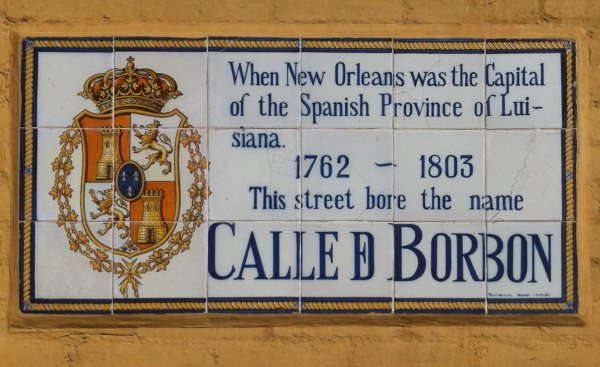 When New Orleans was the Capital
of the Spanish Province of Lui-
siana.
1762 – 1803
This street bore the name
CALLE D BORBON